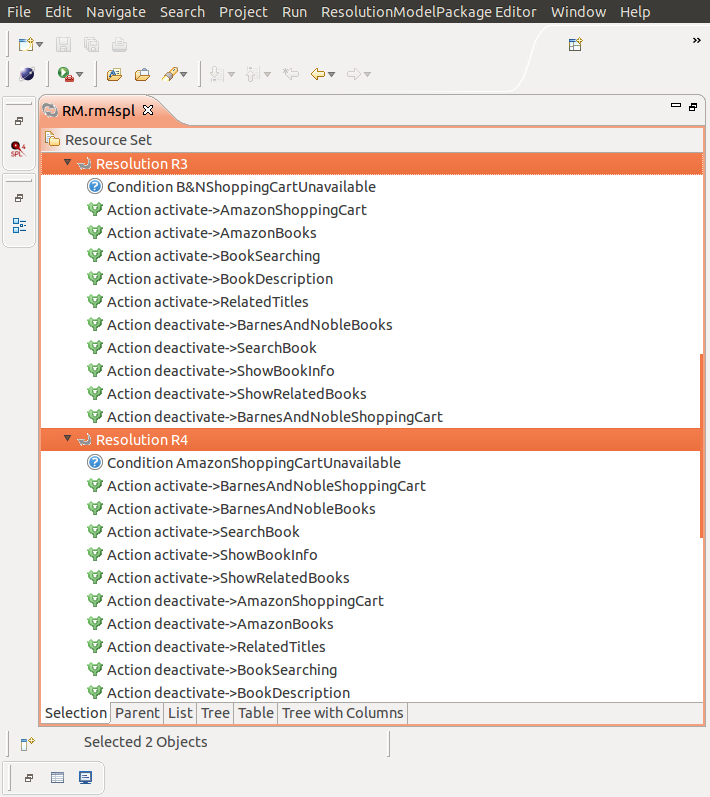 File Edit Navigate Search Project Run ResolutionModelPackage Editor Window Help
»
RM.rm4spl
SPL
Resource Set
Resolution R3
Condition B&NShoppingCartUnavailable
Action activate->AmazonShoppingCart
Action activate->AmazonBooks
Action activate->BookSearching
Action activate->BookDescription
Action activate->RelatedTitles
Action deactivate->BarnesAndNobleBooks
Action deactivate->SearchBook
Action deactivate->ShowBookInfo
Action deactivate->ShowRelatedBooks
Action deactivate->BarnesAndNobleShoppingCart
Resolution R4
Condition AmazonShoppingCartUnavailable
Action activate->BarnesAndNobleShoppingCart
Action activate->BarnesAndNobleBooks
Action activate->SearchBook
Action activate->ShowBookInfo
Action activate->ShowRelatedBooks
Action deactivate->AmazonShoppingCart
Action deactivate->AmazonBooks
Action deactivate->RelatedTitles
Action deactivate->BookSearching
Action deactivate->BookDescription
Selection Parent List Tree Table Tree with Columns
Selected 2 Objects